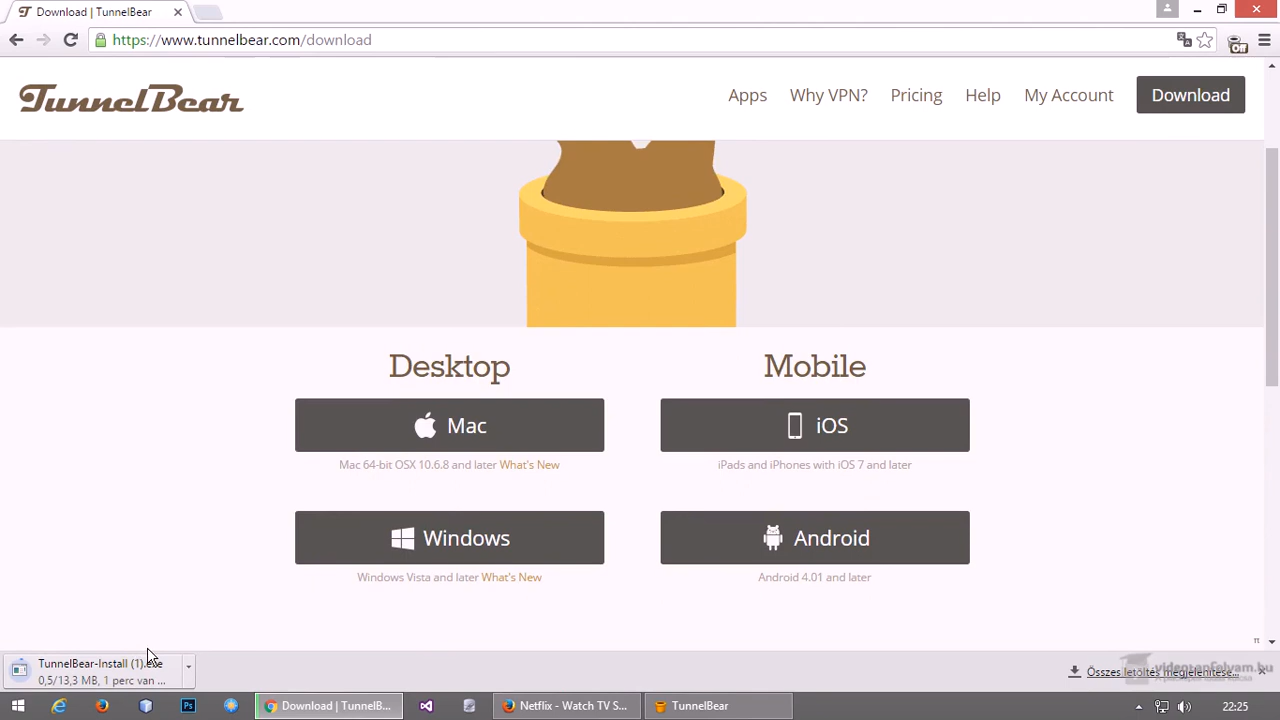 Download | TunnelBear
https://www.tunnelbear.com/download
Off
TunnelBear
Apps Why VPN? Pricing Help My Account Download
Desktop Mobile
Mac iOS
Mac 64-bit OSX 10.6.8 and later What's New iPads and iPhones with iOS 7 and later
Windows Android
Windows Vista and later What's New Android 4.01 and later
TunnelBear-Install (1).exe
0,5/13,3 MB, 1 perc van ...
Összes letöltés megjelenítése...
videotanfolyam.hu
Download | TunnelB... Netflix - Watch TV S... TunnelBear 22:25